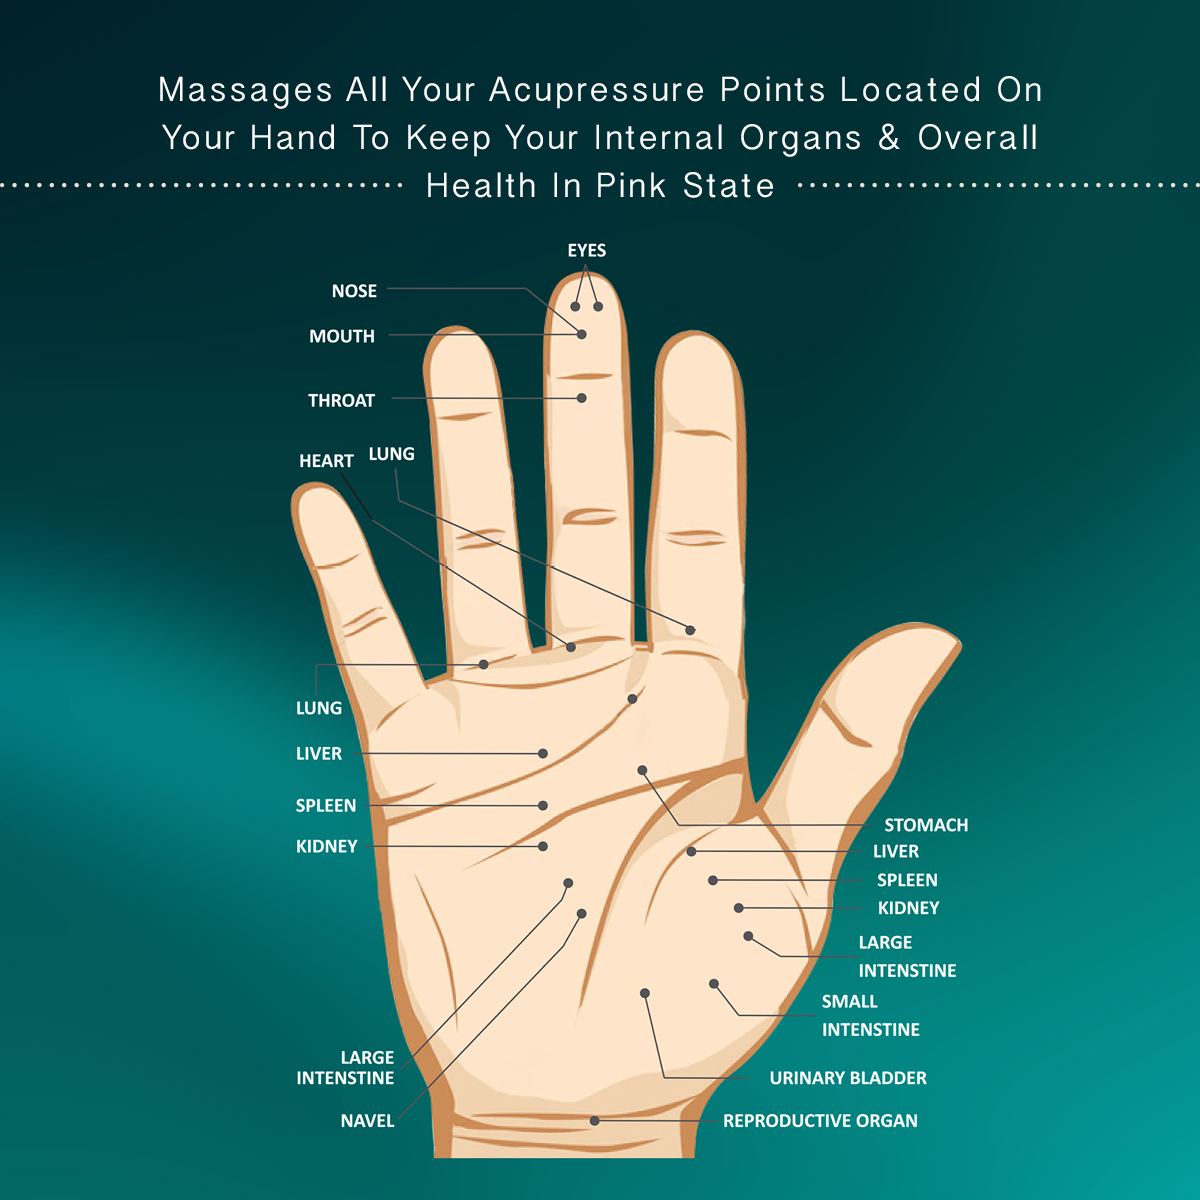 Massages All Your Acupressure Points Located On
Your Hand To Keep Your Internal Organs & Overall
Health In Pink State
EYES
NOSE
MOUTH
THROAT
HEART
LUNG
LUNG
LIVER
SPLEEN
KIDNEY
STOMACH
LIVER
SPLEEN
KIDNEY
LARGE
INTENSTINE
SMALL
INTENSTINE
LARGE
INTENSTINE
URINARY BLADDER
NAVEL
REPRODUCTIVE ORGAN